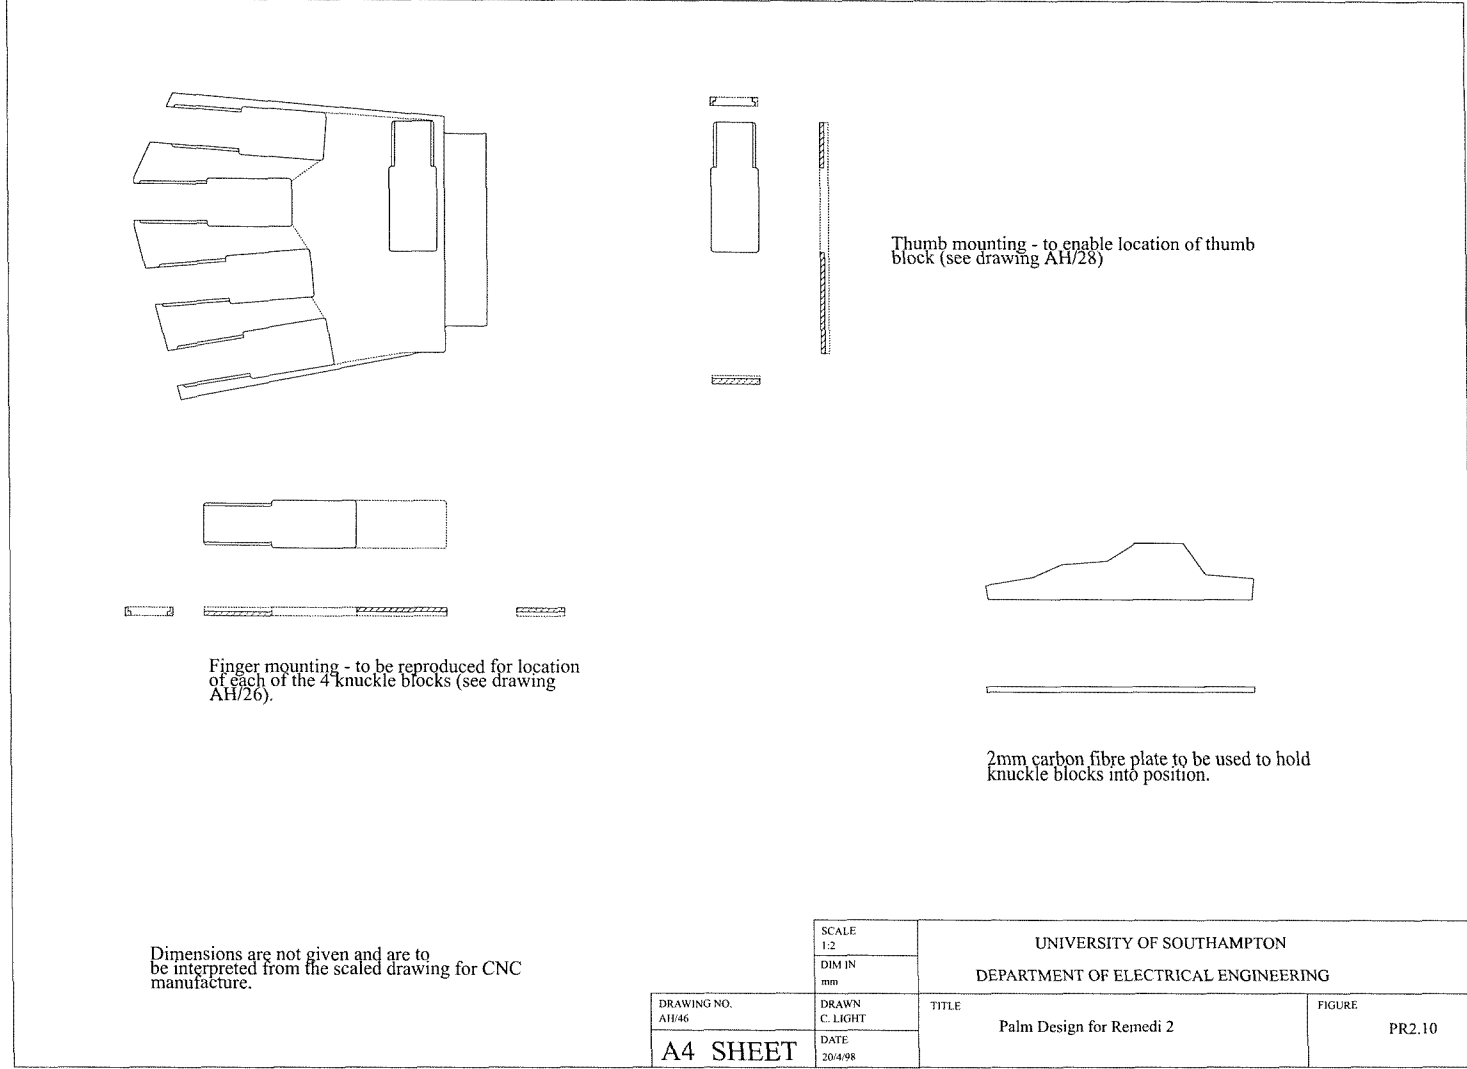 Thumb mounting - to enable location of thumb
block (see drawing AH/28)
Finger mounting - to be reproduced for location
of each of the 4 knuckle blocks (see drawing
AH/26).
2mm carbon fibre plate to be used to hold
knuckle blocks into position.
Dimensions are not given and are to
be interpreted from the scaled drawing for CNC
manufacture.
SCALE
1:2
DIM IN
mm
UNIVERSITY OF SOUTHAMPTON
DEPARTMENT OF ELECTRICAL ENGINEERING
DRAWING NO.
AH/46
A4 SHEET
DRAWN
C. LIGHT
DATE
20/4/98
TITLE
Palm Design for Remedi 2
FIGURE
PR2.10